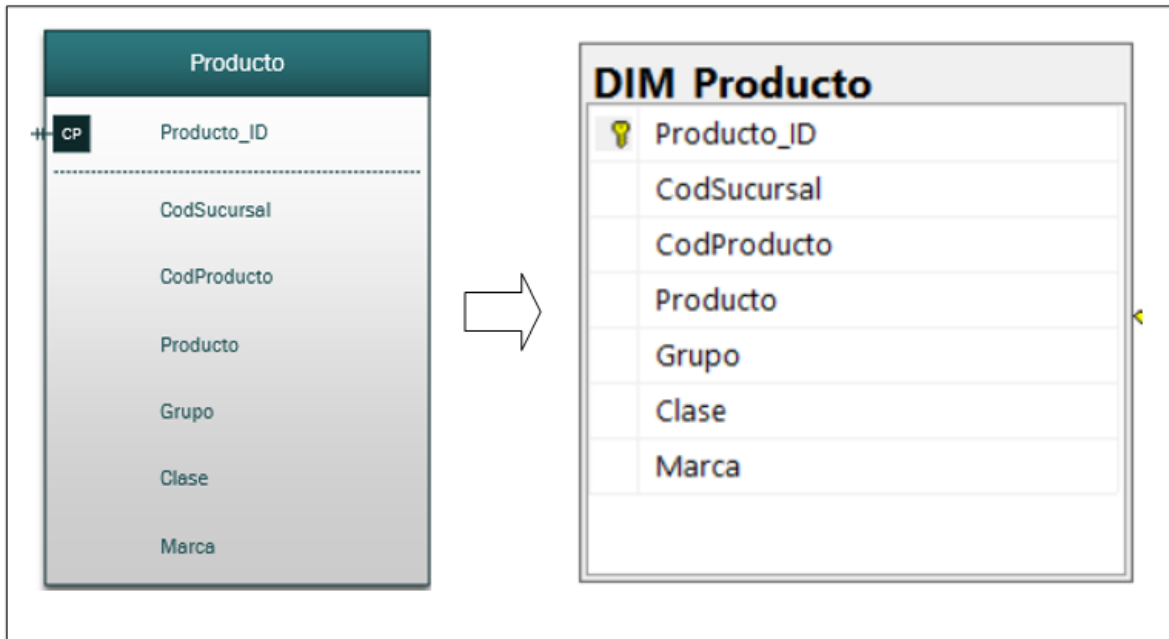 Producto
CP Producto_ID
CodSucursal
CodProducto
Producto
Grupo
Clase
Marca
DIM Producto
Producto_ID
CodSucursal
CodProducto
Producto
Grupo
Clase
Marca